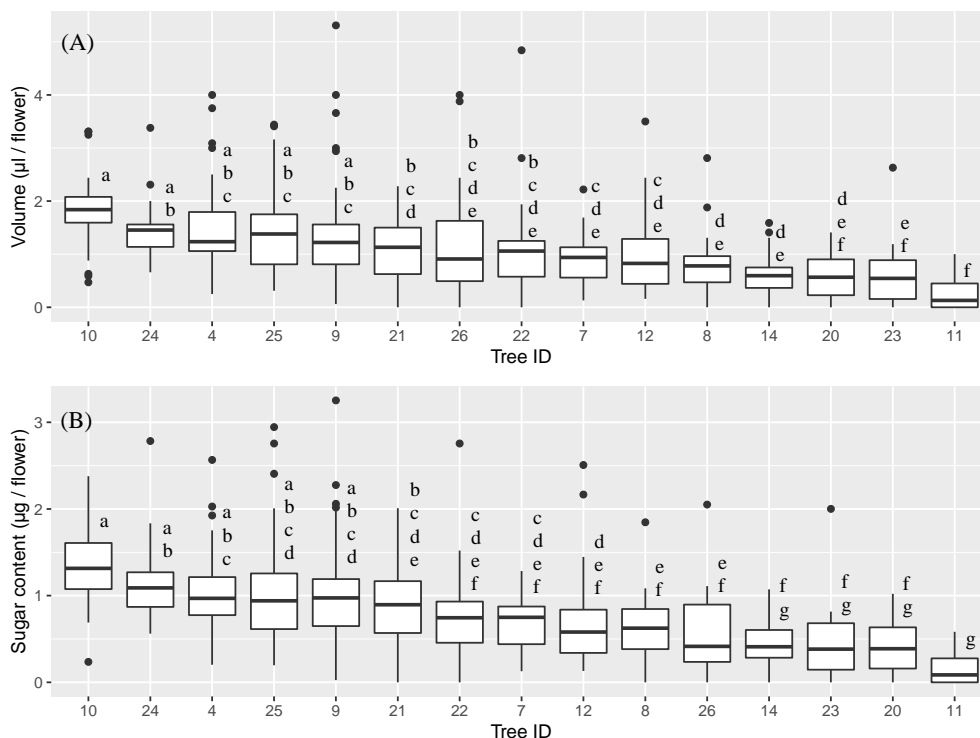 (A)
Volume (µl / flower)
4
2
0
a
a
b
a
b
c
a
b
c
a
b
c
b
c
d
b
c
d
e
b
c
d
e
c
d
e
c
d
e
d
e
d
e
d
e
f
e
f
f
10 24 4 25 9 21 26 22 7 12 8 14 20 23 11
Tree ID
(B)
Sugar content (µg / flower)
3
2
1
0
a
a
b
a
b
c
a
b
c
d
a
b
c
d
b
c
d
e
c
d
e
f
c
d
e
f
d
e
f
e
f
e
f
f
g
f
g
f
g
g
10 24 4 25 9 21 22 7 12 8 26 14 23 20 11
Tree ID